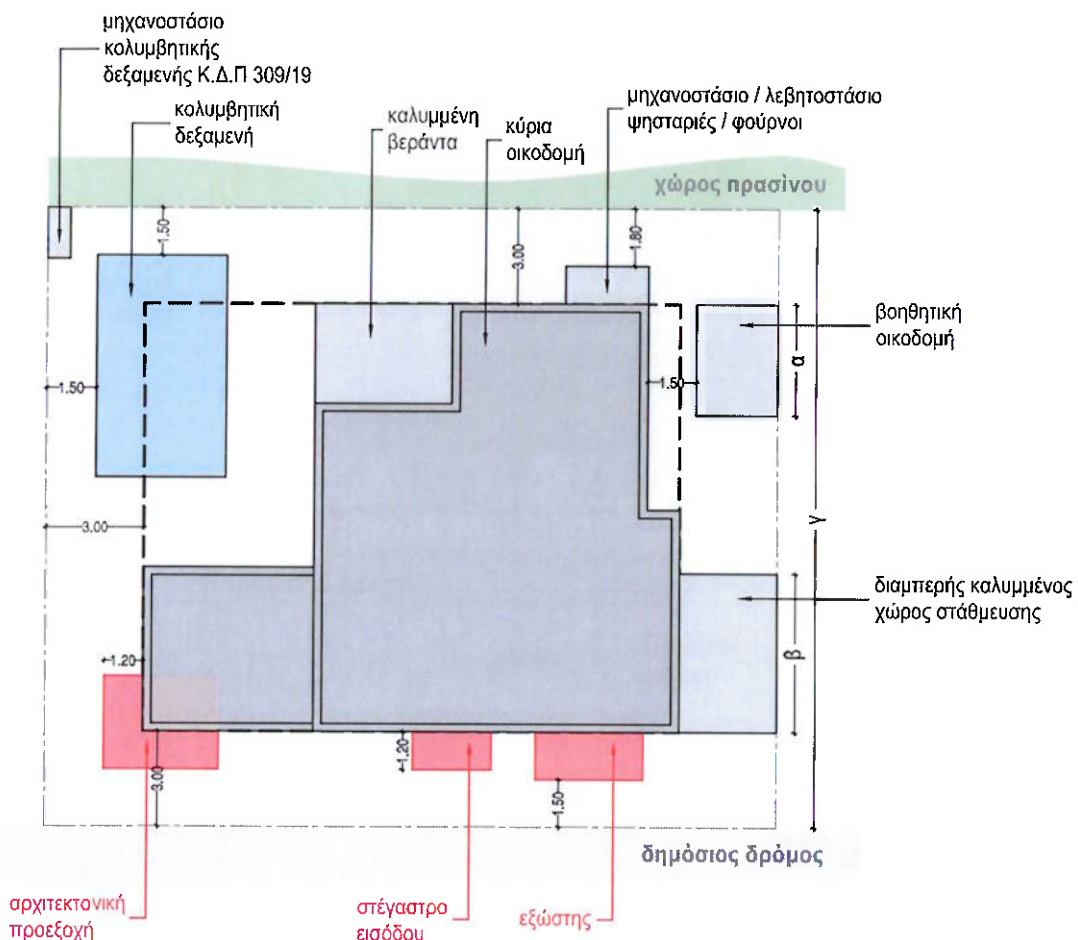 μηχανοστάσιο
κολυμβητικής
δεξαμενής Κ.Δ.Π 309/19
κολυμβητική
δεξαμενή
καλυμμένη
βεράντα
κύρια
οικοδομή
μηχανοστάσιο / λεβητοστάσιο
ψησταριές / φούρνοι
χώρος πρασίνου
1.50
3.00
1.80
βοηθητική
οικοδομή
α
1.50
1.50
3.00
γ
διαμπερής καλυμμένος
χώρος στάθμευσης
β
1.20
1.20
3.00
1.50
δημόσιος δρόμος
αρχιτεκτονική
προεξοχή
στέγαστρο
εισόδου
εξώστης